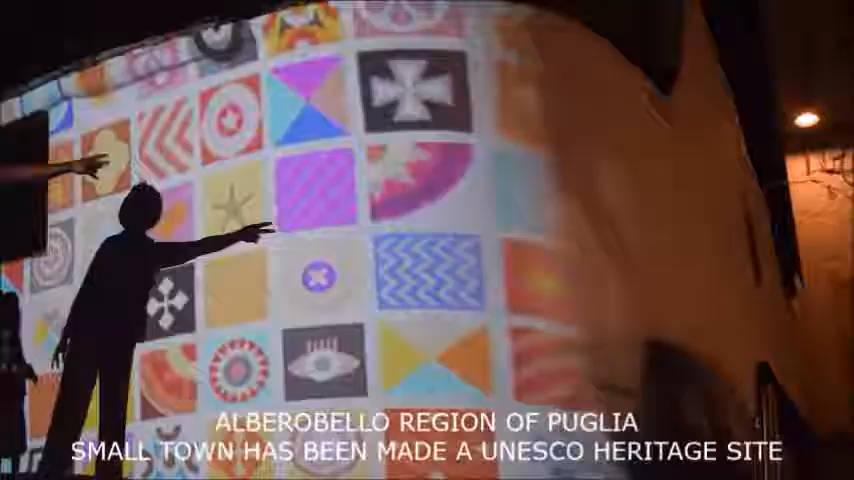 ALBEROBELLO REGION OF PUGLIA
SMALL TOWN HAS BEEN MADE A UNESCO HERITAGE SITE